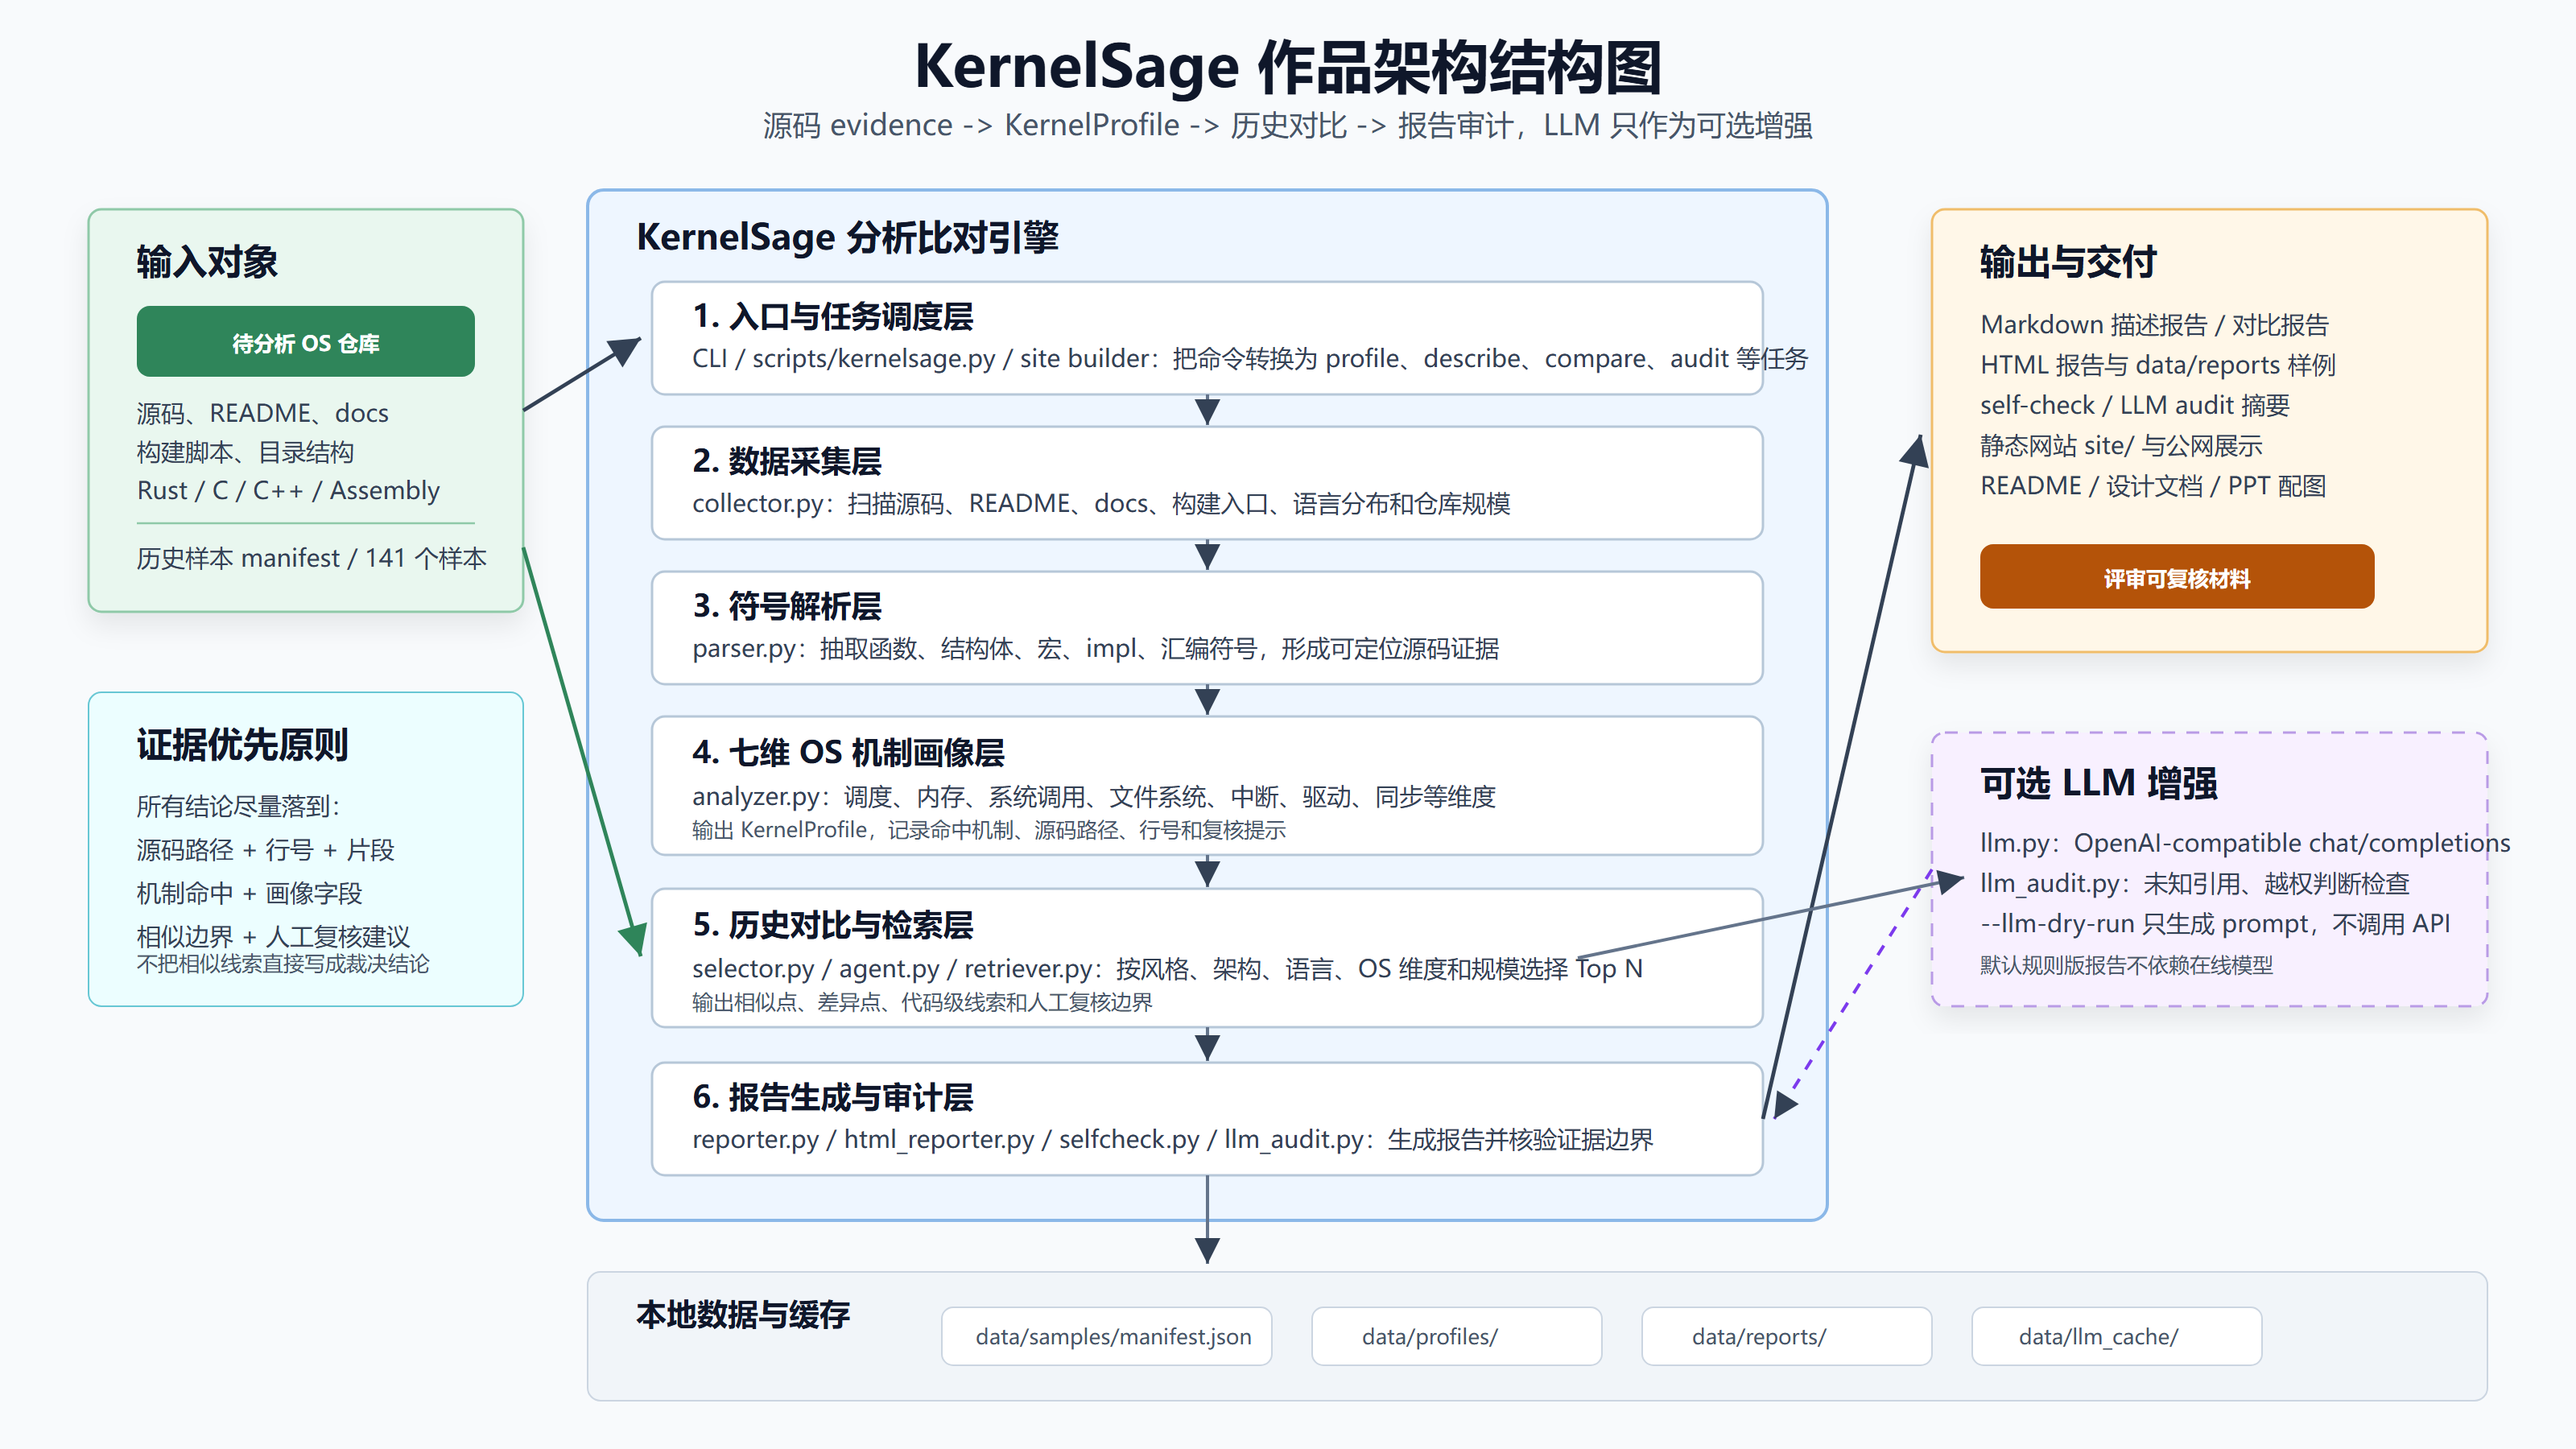 KernelSage 作品架构结构图
源码 evidence -> KernelProfile -> 历史对比 -> 报告审计，LLM 只作为可选增强
输入对象
待分析 OS 仓库
源码、README、docs
构建脚本、目录结构
Rust / C / C++ / Assembly
历史样本 manifest / 141 个样本
证据优先原则
所有结论尽量落到：
源码路径 + 行号 + 片段
机制命中 + 画像字段
相似边界 + 人工复核建议
不把相似线索直接写成裁决结论
KernelSage 分析比对引擎
1. 入口与任务调度层
CLI / scripts/kernelsage.py / site builder：把命令转换为 profile、describe、compare、audit 等任务
2. 数据采集层
collector.py：扫描源码、README、docs、构建入口、语言分布和仓库规模
3. 符号解析层
parser.py：抽取函数、结构体、宏、impl、汇编符号，形成可定位源码证据
4. 七维 OS 机制画像层
analyzer.py：调度、内存、系统调用、文件系统、中断、驱动、同步等维度
输出 KernelProfile，记录命中机制、源码路径、行号和复核提示
5. 历史对比与检索层
selector.py / agent.py / retriever.py：按风格、架构、语言、OS 维度和规模选择 Top N
输出相似点、差异点、代码级线索和人工复核边界
6. 报告生成与审计层
reporter.py / html_reporter.py / selfcheck.py / llm_audit.py：生成报告并核验证据边界
输出与交付
Markdown 描述报告 / 对比报告
HTML 报告与 data/reports 样例
self-check / LLM audit 摘要
静态网站 site/ 与公网展示
README / 设计文档 / PPT 配图
评审可复核材料
可选 LLM 增强
llm.py：OpenAI-compatible chat/completions
llm_audit.py：未知引用、越权判断检查
--llm-dry-run 只生成 prompt，不调用 API
默认规则版报告不依赖在线模型
本地数据与缓存
data/samples/manifest.json
data/profiles/
data/reports/
data/llm_cache/